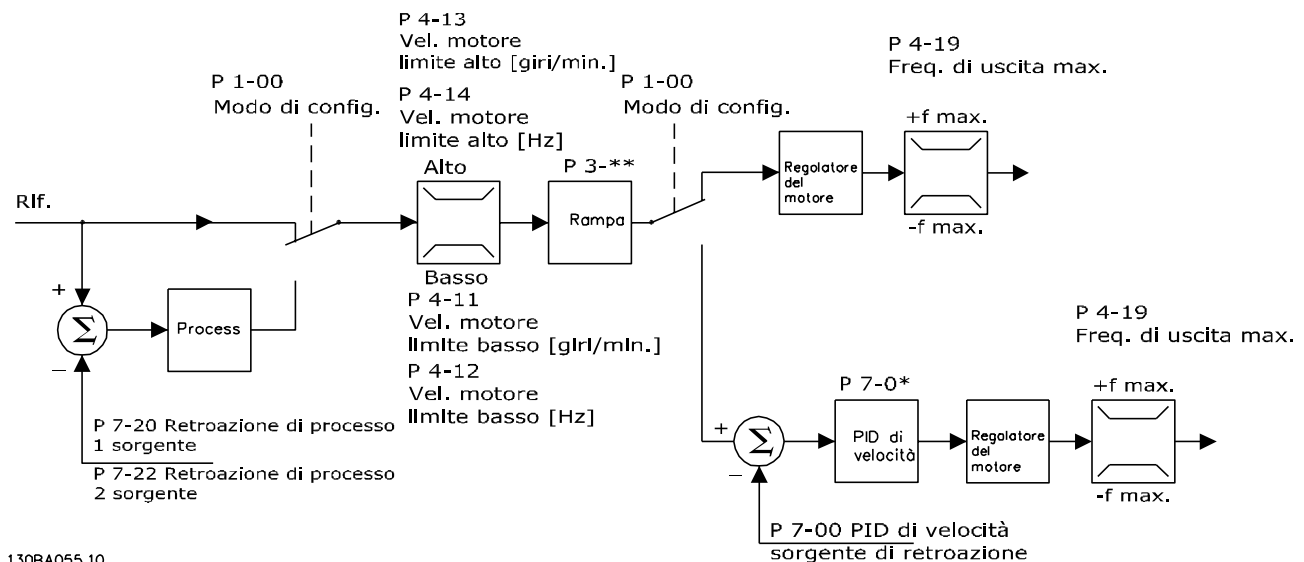 P 4-13
Vel. motore
limite alto [giri/min.]
P 4-19
Freq. di uscita max.
P 1-00
Modo di config.
P 4-14
Vel. motore
limite alto [Hz]
P 1-00
Modo di config.
+f max.
Alto
P 3-**
Regolatore
del
motore
RIf.
Rampa
-f max.
Basso
+
Σ
Process
P 4-11
Vel. motore
lImIte basso [gIrI/mIn.]
P 4-19
Freq. di uscita max.
−
P 4-12
Vel. motore
lImIte basso [Hz]
P 7-0*
+f max.
P 7-20 Retroazione di processo
1 sorgente
+
Σ
PID di
velocità
Regolatore
del
motore
P 7-22 Retroazione di processo
2 sorgente
−
-f max.
P 7-00 PID di velocità
sorgente di retroazione
130BA055.10